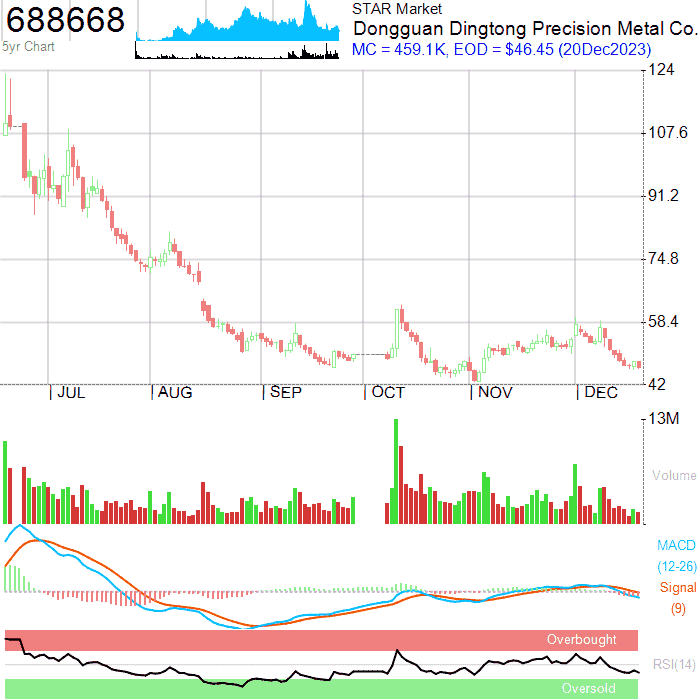 688668
STAR Market
Dongguan Dingtong Precision Metal Co.
5yr Chart
MC = 459.1K, EOD = $46.45 (20Dec2023)
124
107.6
91.2
74.8
58.4
42
JUL AUG SEP OCT NOV DEC
13M
Volume
MACD
(12-26)
Signal
(9)
Overbought
RSI(14)
Oversold